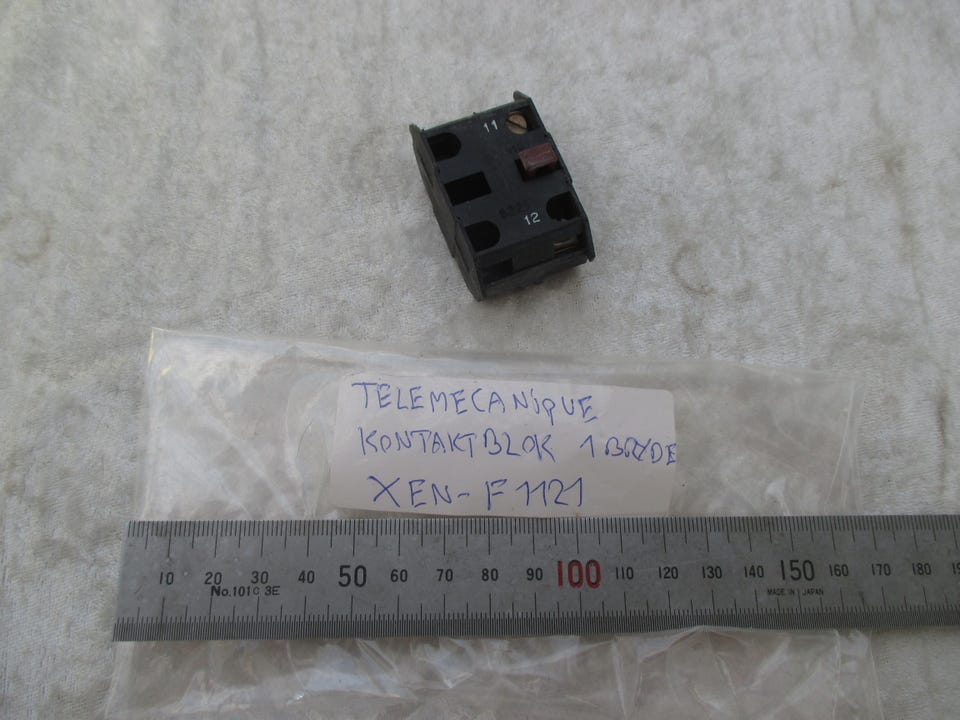 11
12
TELEMECANIQUE
KONTAKTBLOK 1 BRYDE
XEN-F1121
10 20 30 40 50 60 70 80 90 100 110 120 130 140 150 160 170 180
No.101C 3E
MADE IN JAPAN